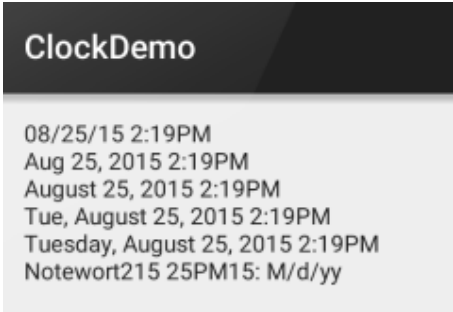 ClockDemo
08/25/15 2:19PM
Aug 25, 2015 2:19PM
August 25, 2015 2:19PM
Tue, August 25, 2015 2:19PM
Tuesday, August 25, 2015 2:19PM
Notewort215 25PM15: M/d/yy